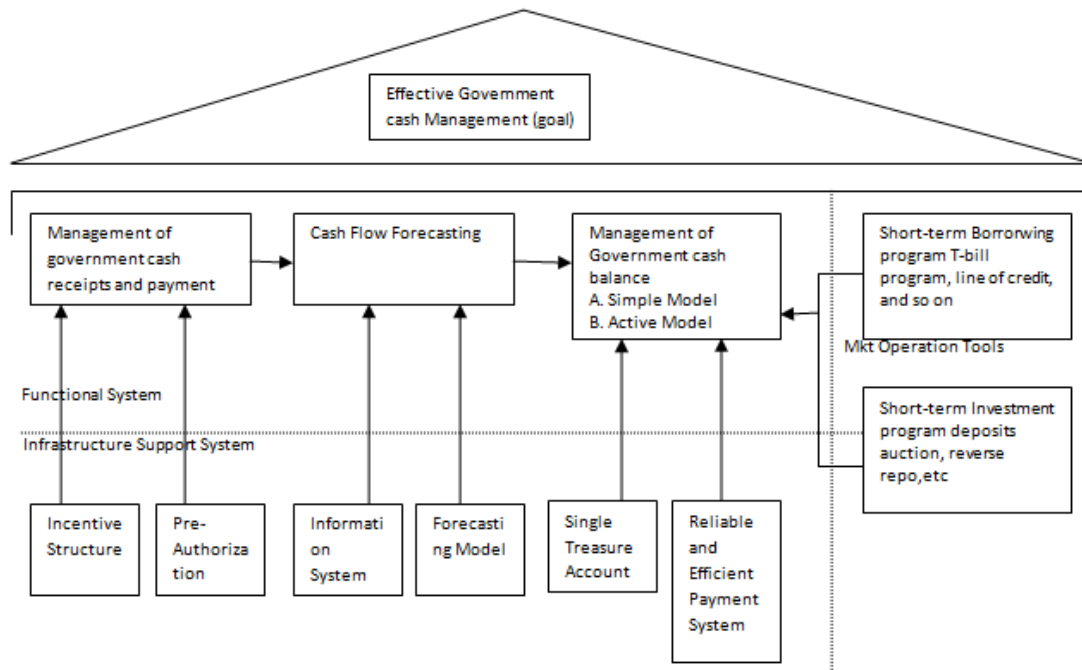 Effective Government
cash Management (goal)
Management of
government cash
receipts and payment
Cash Flow Forecasting
Management of
Government cash
balance
A. Simple Model
B. Active Model
Short-term Borrorwing
program T-bill
program, line of credit,
and so on
Mkt Operation Tools
Functional System
Short-term Investment
program deposits
auction, reverse
repo,etc
Infrastructure Support System
Incentive
Structure
Pre-
Authoriza
tion
Informati
on
System
Forecasti
ng Model
Single
Treasure
Account
Reliable
and
Efficient
Payment
System